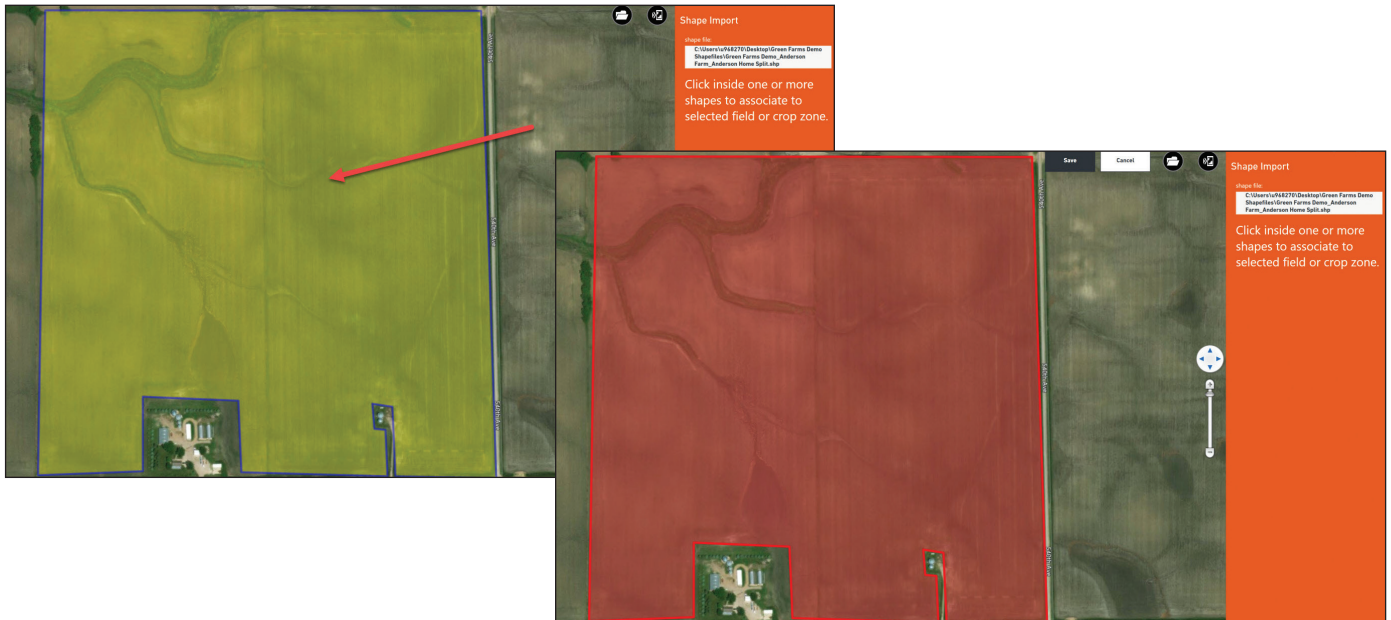 Shape Import
shape file:
C:\Users\u968270\Desktop\Green Farms Demo
Shapefiles\Green Farms Demo_Anderson
Farm_Anderson Home Split.shp
Click inside one or more
shapes to associate to
selected field or crop zone.
Save
Cancel
Shape Import
shape file:
C:\Users\u968270\Desktop\Green Farms Demo
Shapefiles\Green Farms Demo_Anderson
Farm_Anderson Home Split.shp
Click inside one or more
shapes to associate to
selected field or crop zone.